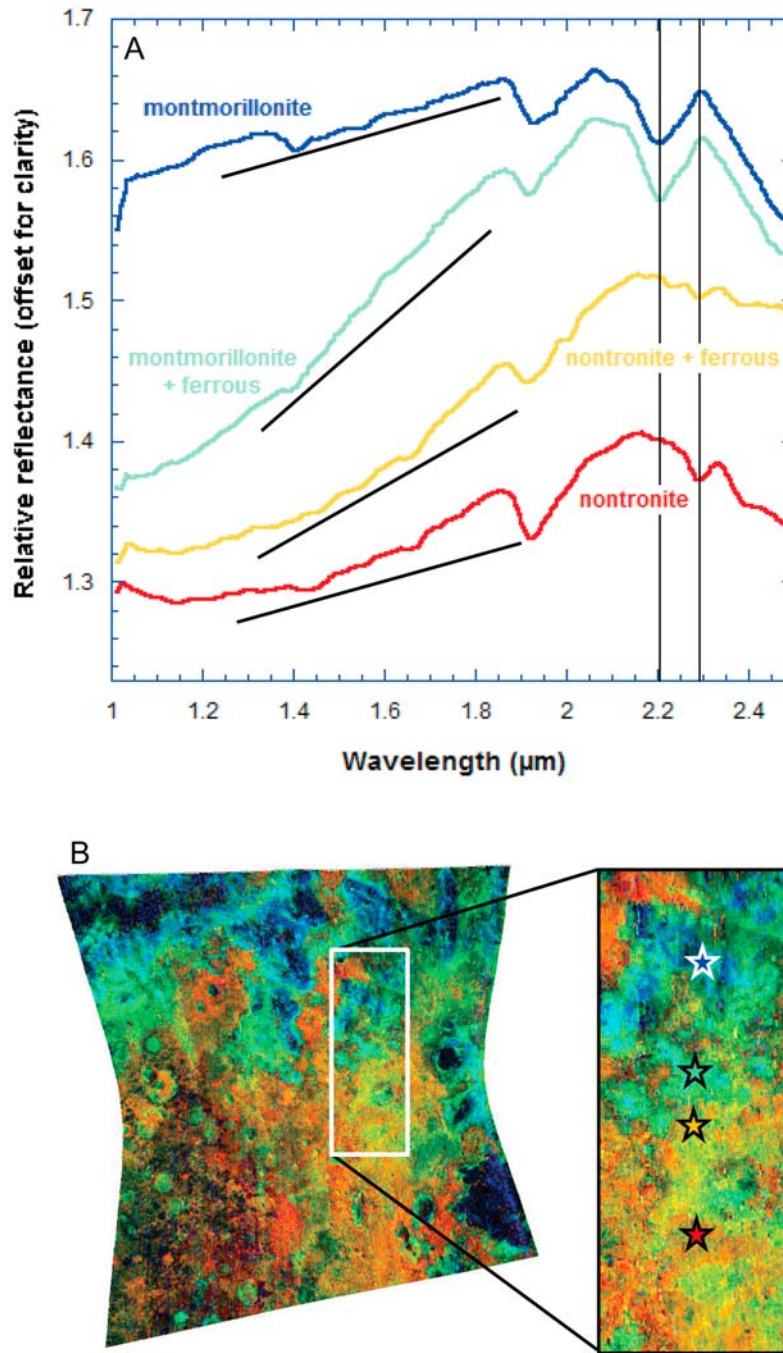 A
1.7
1.6
1.5
1.4
1.3
Relative reflectance (offset for clarity)
montmorillonite
montmorillonite
+ ferrous
nontronite + ferrous
nontronite
1
1.2
1.4
1.6
1.8
2
2.2
2.4
Wavelength (µm)
B